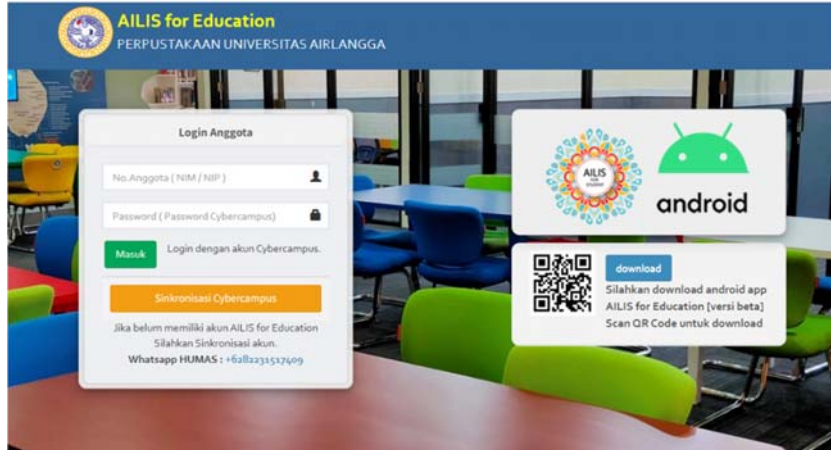 AILIS for Education
PERPUSTAKAAN UNIVERSITAS AIRLANGGA
Login Anggota
No.Anggota ( NIM / NIP )
Password ( Password Cybercampus)
Masuk
Login dengan akun Cybercampus.
Sinkronisasi Cybercampus
Jika belum memiliki akun AILIS for Education
Silahkan Sinkronisasi akun.
Whatsapp HUMAS : +6282231517409
AILIS
FOR
STUDENT
android
download
Silahkan download android app
AILIS for Education [versi beta]
Scan QR Code untuk download